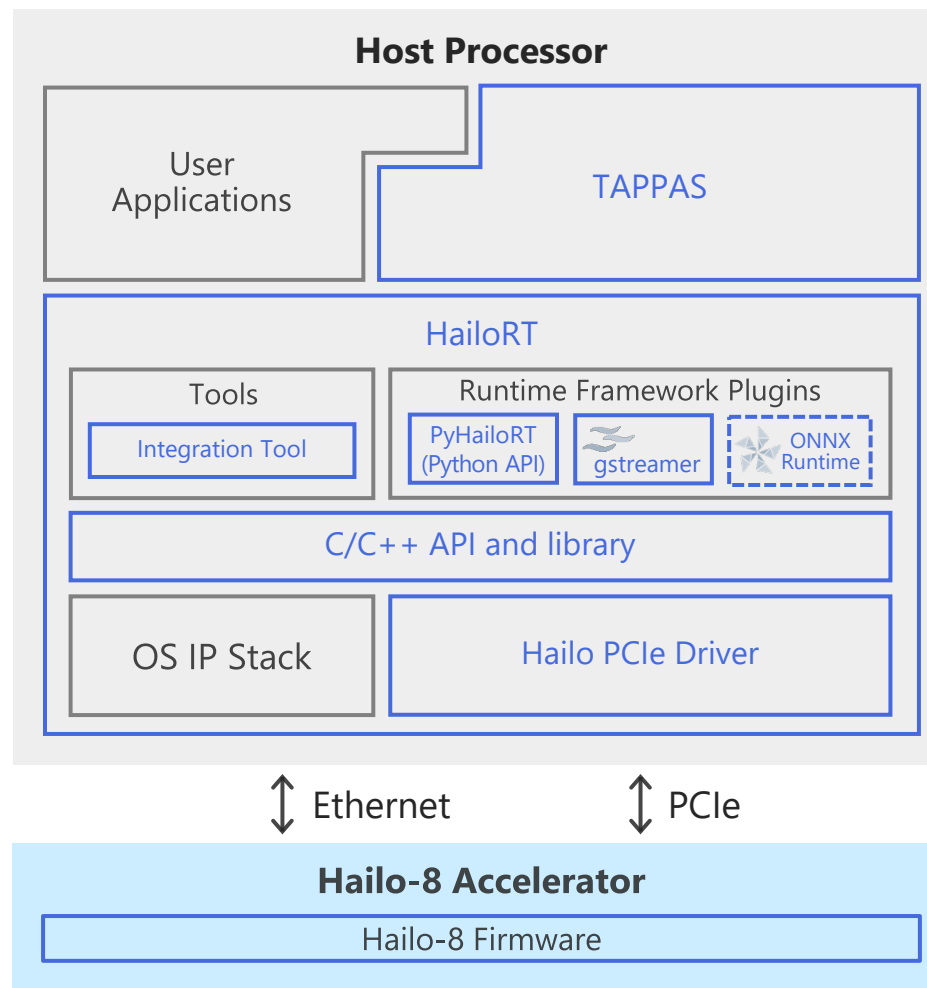 Host Processor
User
Applications
TAPPAS
HailoRT
Tools
Integration Tool
Runtime Framework Plugins
PyHailoRT
(Python API)
gstreamer
ONNX
Runtime
C/C++ API and library
OS IP Stack
Hailo PCIe Driver
Ethernet
PCIe
Hailo-8 Accelerator
Hailo-8 Firmware